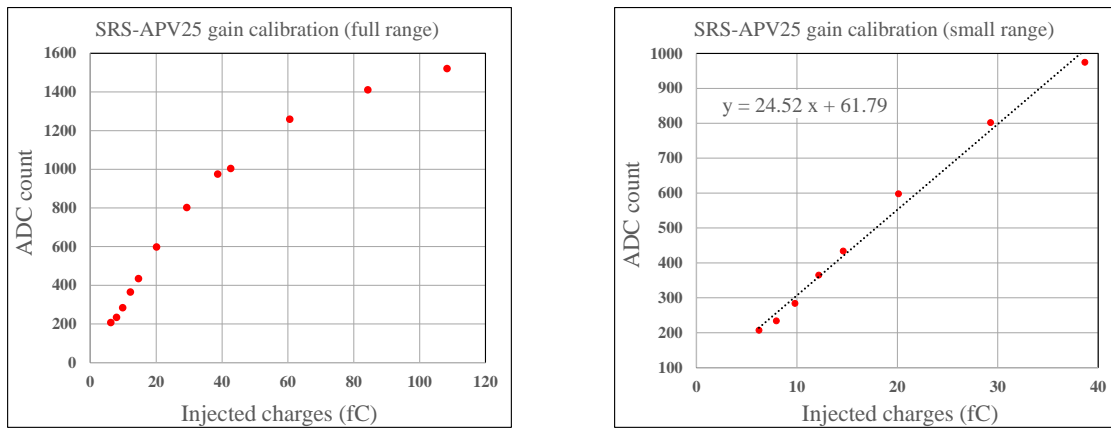 SRS-APV25 gain calibration (full range)
1600
1400
1200
1000
800
600
400
200
0
ADC count
0 20 40 60 80 100 120
Injected charges (fC)
SRS-APV25 gain calibration (small range)
1000
900
800
700
600
500
400
300
200
100
ADC count
y = 24.52 x + 61.79
0 10 20 30 40
Injected charges (fC)